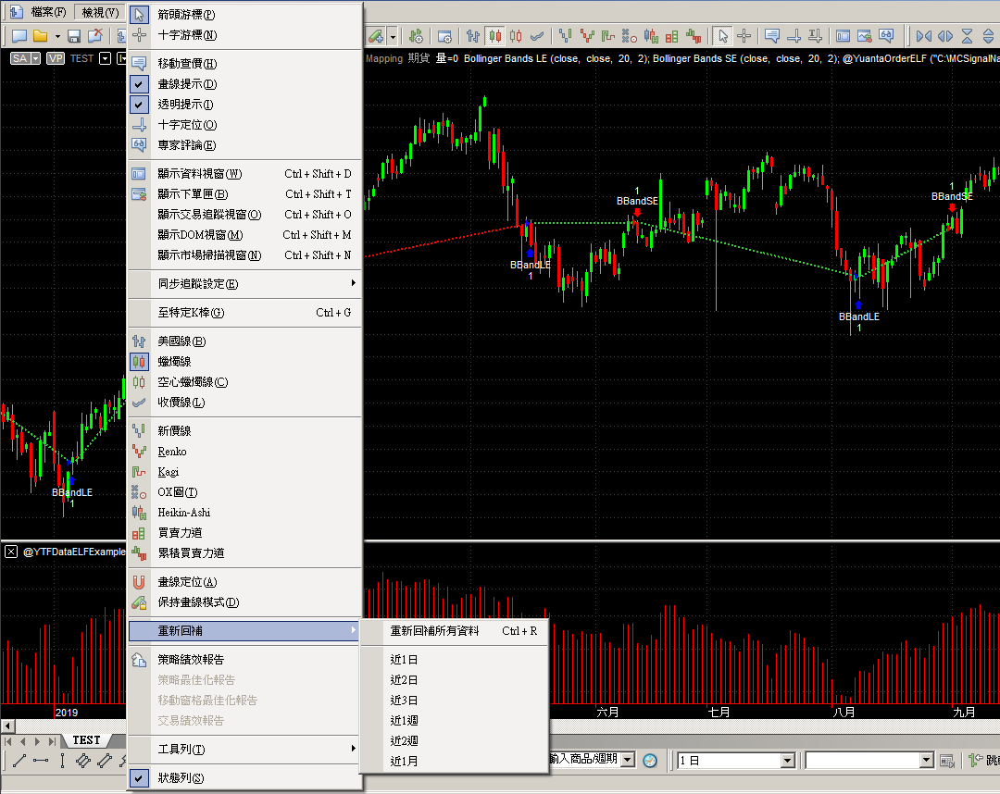 檔案(F) 檢視(V)
SA VP TEST
Mapping 期貨 量=0 Bollinger Bands LE (close, close, 20, 2); Bollinger Bands SE (close, close, 20, 2); @YuantaOrderELF ("C:\MCSignalNa
箭頭游標(P)
十字游標(N)
移動查價(H)
畫線提示(D)
透明提示(I)
十字定位(O)
專家評論(E)
顯示資料視窗(W) Ctrl + Shift + D
顯示下單匣(B) Ctrl + Shift + T
顯示交易追蹤視窗(O) Ctrl + Shift + O
顯示DOM視窗(M) Ctrl + Shift + M
顯示市場掃描視窗(N) Ctrl + Shift + N
同步追蹤設定(E)
至特定K棒(G) Ctrl + G
美國線(B)
蠟燭線
空心蠟燭線(C)
收價線(L)
新價線
Renko
Kagi
OX圖(T)
Heikin-Ashi
買賣力道
累積買賣力道
畫線定位(A)
保持畫線模式(D)
重新回補
策略績效報告
策略最佳化報告
移動窗格最佳化報告
交易績效報告
工具列(T)
狀態列(S)
重新回補所有資料 Ctrl + R
近1日
近2日
近3日
近1週
近2週
近1月
1
BBandSE
1
BBandSE
BBandLE
1
BBandLE
1
BBandLE
1
@YTFDataELFExample
2019 六月 七月 八月 九月
TEST
輸入商品/週期 1 日 跳